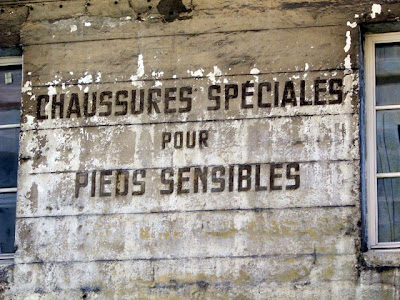 CHAUSSURES SPÉCIALES
POUR
PIEDS SENSIBLES